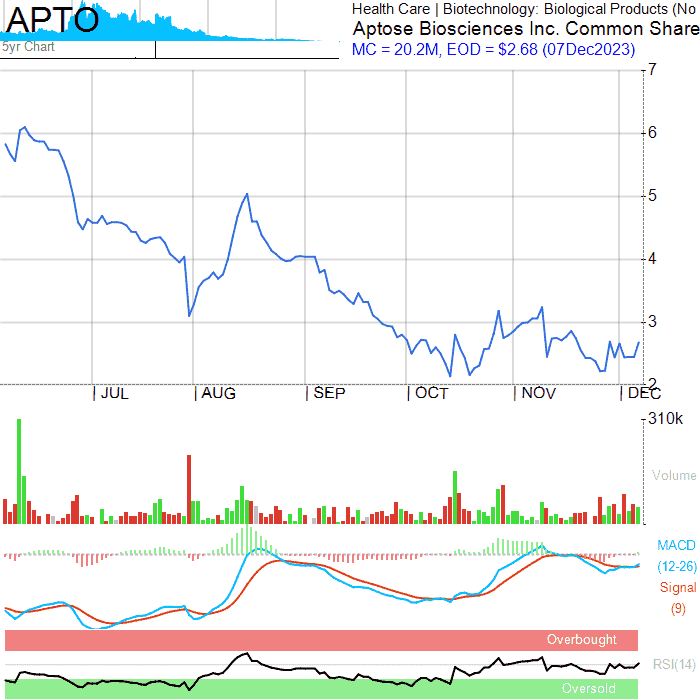 APTO
5yr Chart
Health Care | Biotechnology: Biological Products (No
Aptose Biosciences Inc. Common Share
MC = 20.2M, EOD = $2.68 (07Dec2023)
7
6
5
4
3
2
| JUL | AUG | SEP | OCT | NOV | DEC
310k
Volume
MACD
(12-26)
Signal
(9)
Overbought
RSI(14)
Oversold